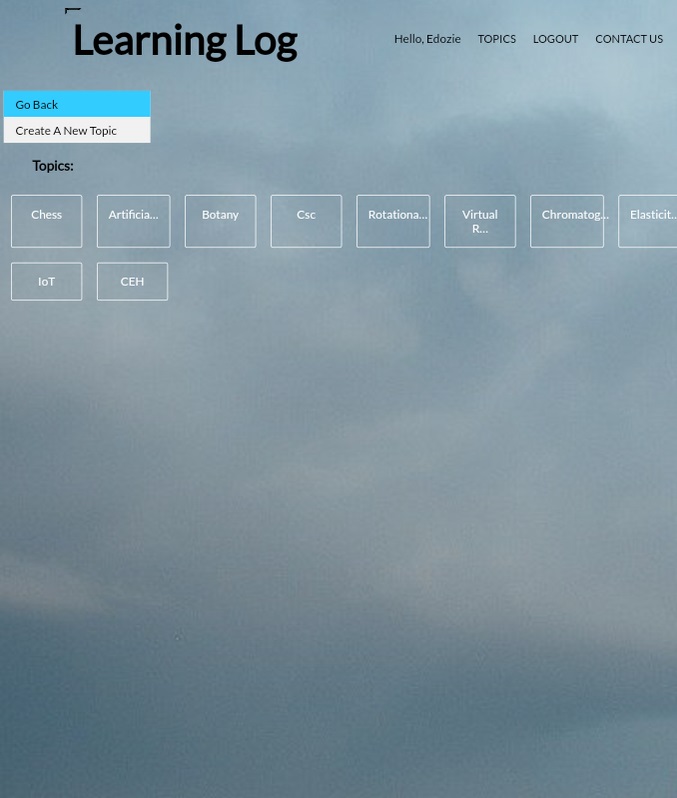 Learning Log
Hello, Edozie TOPICS LOGOUT CONTACT US
Go Back
Create A New Topic
Topics:
Chess Artificia... Botany Csc Rotationa... Virtual R... Chromatog... Elasticit...
IoT CEH